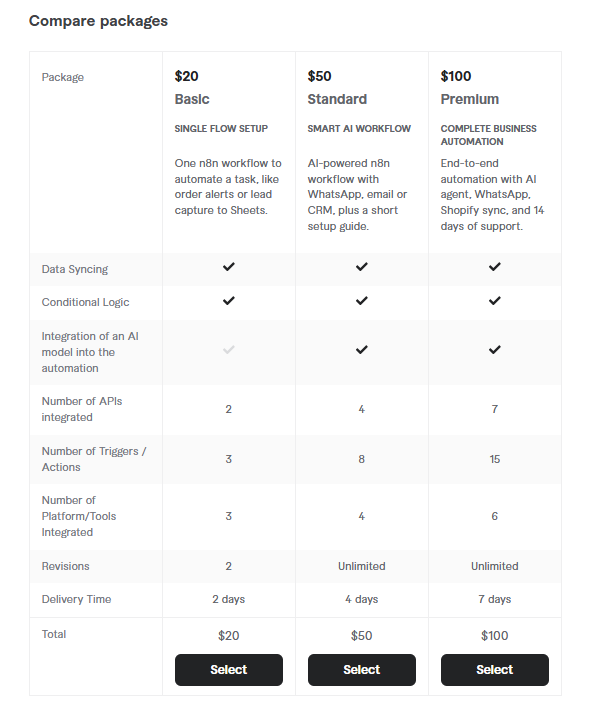 Compare packages
Package
$20
Basic
SINGLE FLOW SETUP
One n8n workflow to
automate a task, like
order alerts or lead
capture to Sheets.
$50
Standard
SMART AI WORKFLOW
AI-powered n8n
workflow with
WhatsApp, email or
CRM, plus a short
setup guide.
$100
Premium
COMPLETE BUSINESS
AUTOMATION
End-to-end
automation with AI
agent, WhatsApp,
Shopify sync, and 14
days of support.
Data Syncing
Conditional Logic
Integration of an AI
model into the
automation
Number of APIs
integrated
2 4 7
Number of Triggers /
Actions
3 8 15
Number of
Platform/Tools
Integrated
3 4 6
Revisions 2 Unlimited Unlimited
Delivery Time 2 days 4 days 7 days
Total $20 $50 $100
Select Select Select